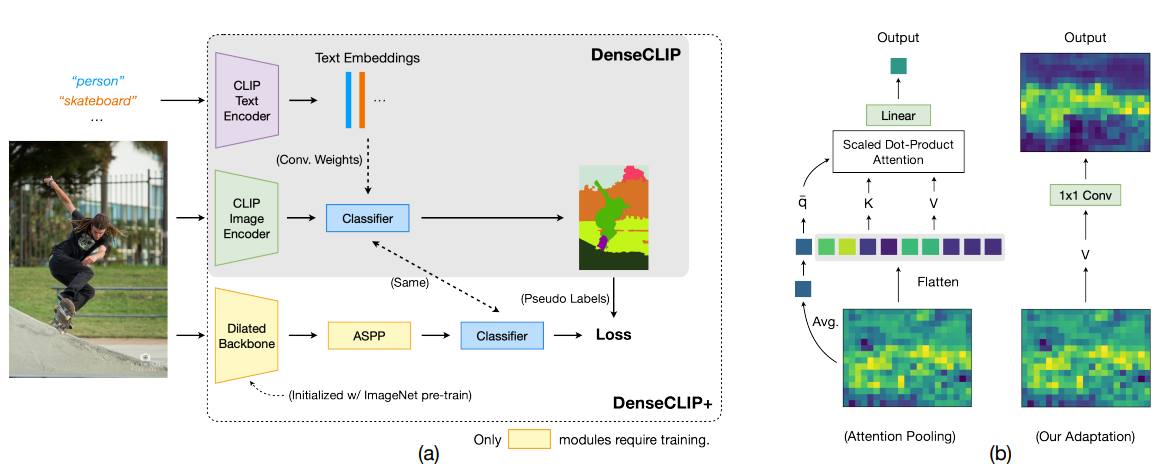 “person”
“skateboard”
...
CLIP
Text
Encoder
Text Embeddings
...
DenseCLIP
(Conv. Weights)
CLIP
Image
Encoder
Classifier
(Same)
(Pseudo Labels)
Dilated
Backbone
ASPP
Classifier
Loss
(Initialized w/ ImageNet pre-train)
DenseCLIP+
Only
modules require training.
(a)
Output
Linear
Scaled Dot-Product
Attention
q̄
K
V
Flatten
Avg.
(Attention Pooling)
Output
1x1 Conv
V
(Our Adaptation)
(b)